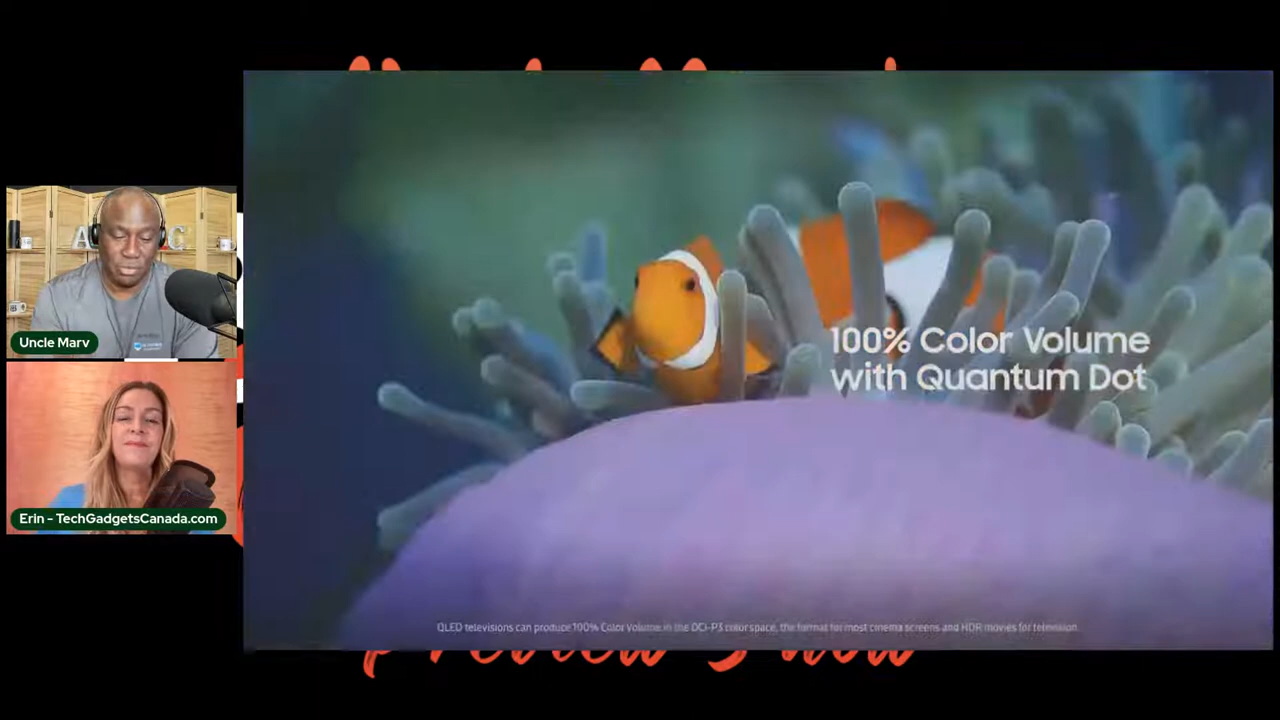 A C
Uncle Marv
Erin - TechGadgetsCanada.com
100% Color Volume
with Quantum Dot
QLED televisions can produce 100% Color Volume in the DCI-P3 color space, the format for most cinema screens and HDR movies for television.